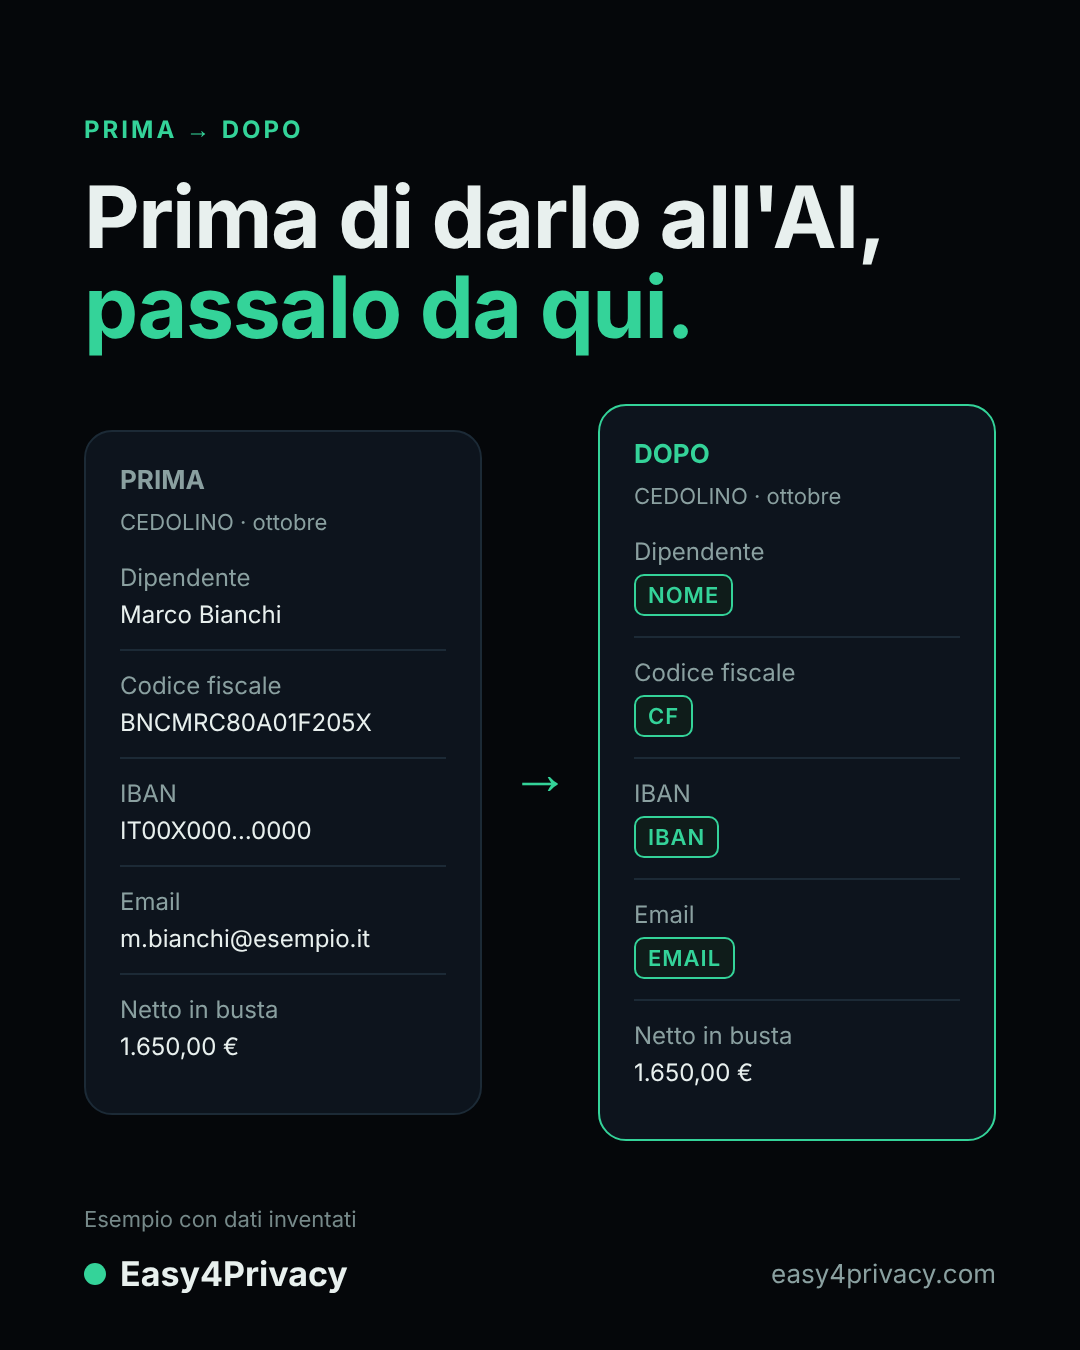 PRIMA → DOPO
Prima di darlo all'AI,
passalo da qui.
PRIMA
CEDOLINO · ottobre
Dipendente
Marco Bianchi
Codice fiscale
BNCMRC80A01F205X
IBAN
IT00X000...0000
Email
m.bianchi@esempio.it
Netto in busta
1.650,00 €
→
DOPO
CEDOLINO · ottobre
Dipendente
NOME
Codice fiscale
CF
IBAN
IBAN
Email
EMAIL
Netto in busta
1.650,00 €
Esempio con dati inventati
Easy4Privacy
easy4privacy.com